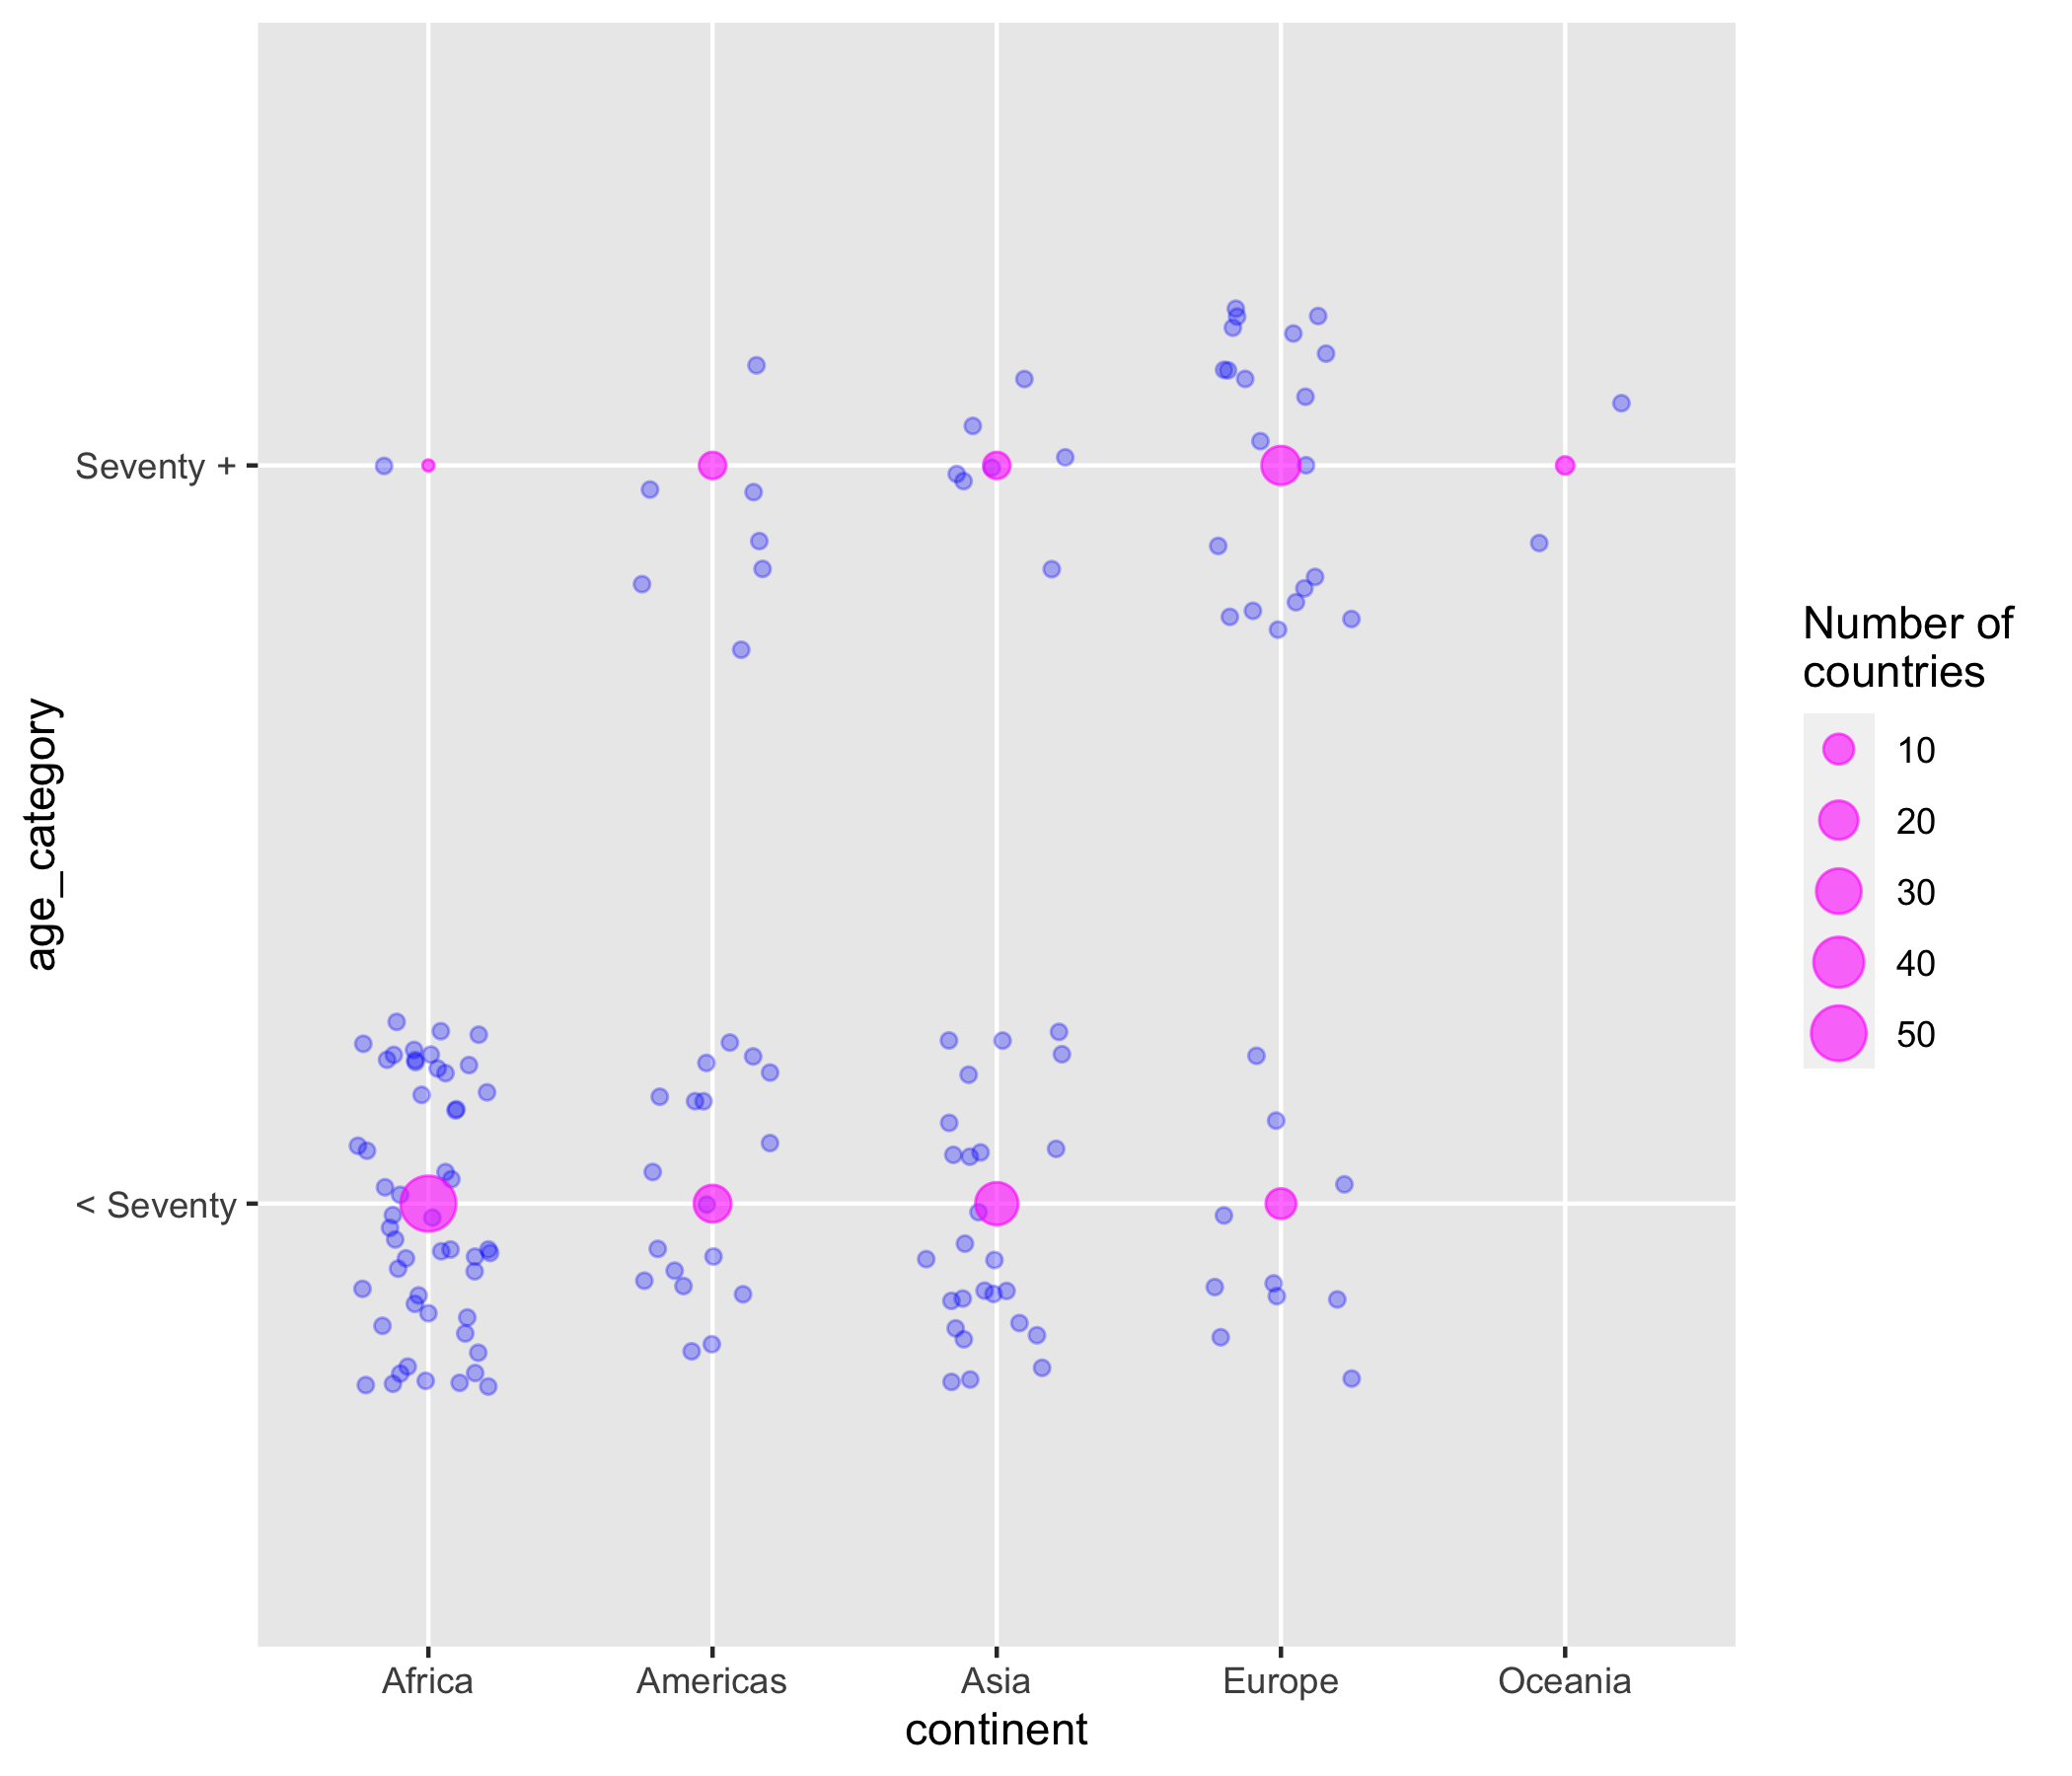 Seventy +
< Seventy
age_category
Africa
Americas
Asia
Europe
Oceania
continent
Number of
countries
10
20
30
40
50